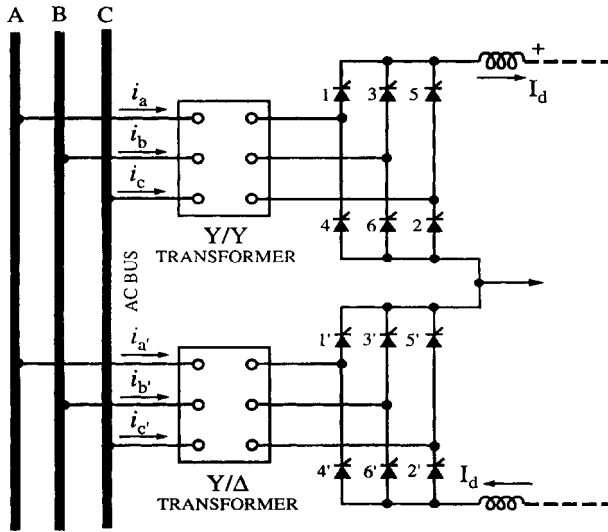 A B C
i_a
i_b
i_c
Y/Y
TRANSFORMER
1 3 5
4 6 2
+
I_d
AC BUS
i_a'
i_b'
i_c'
Y/Δ
TRANSFORMER
1' 3' 5'
4' 6' 2'
I_d